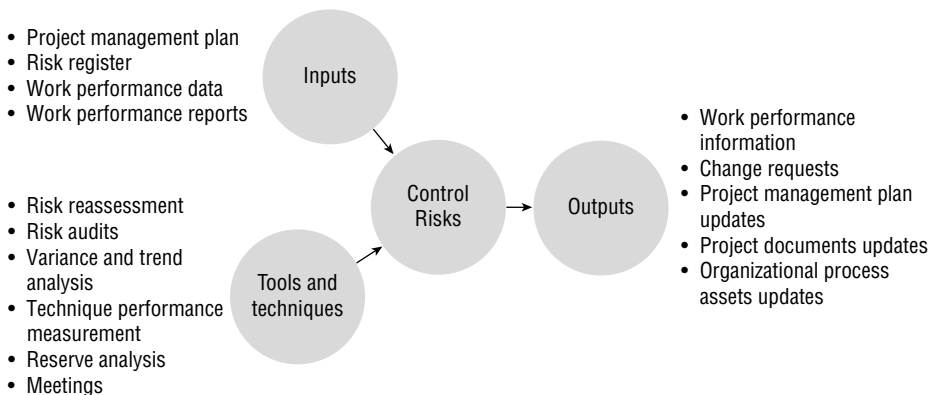 • Project management plan
• Risk register
• Work performance data
• Work performance reports
Inputs
• Risk reassessment
• Risk audits
• Variance and trend
analysis
• Technique performance
measurement
• Reserve analysis
• Meetings
Tools and
techniques
Control
Risks
Outputs
• Work performance
information
• Change requests
• Project management plan
updates
• Project documents updates
• Organizational process
assets updates